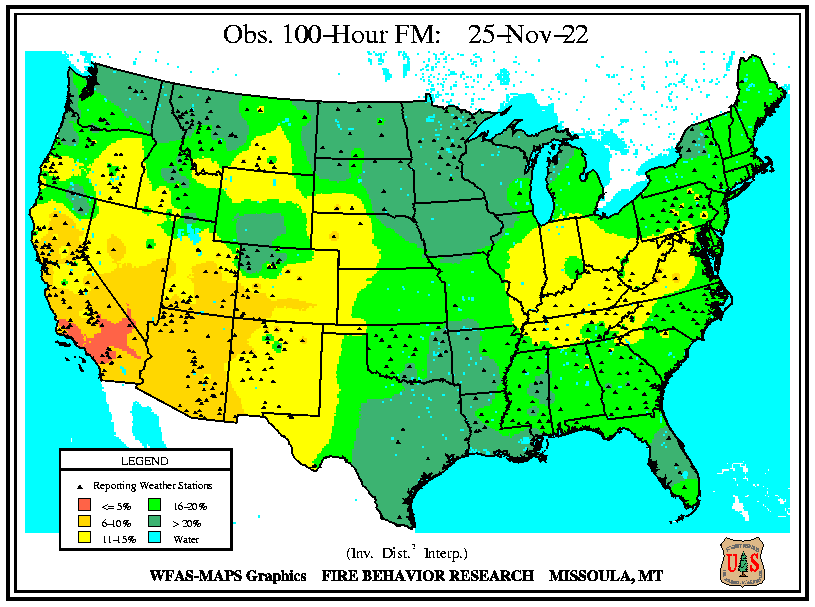 Obs. 100-Hour FM: 25-Nov-22
LEGEND
Reporting Weather Stations
<= 5% 16-20%
6-10% > 20%
11-15% Water
(Inv. Dist.² Interp.)
WFAS-MAPS Graphics FIRE BEHAVIOR RESEARCH MISSOULA, MT
U S